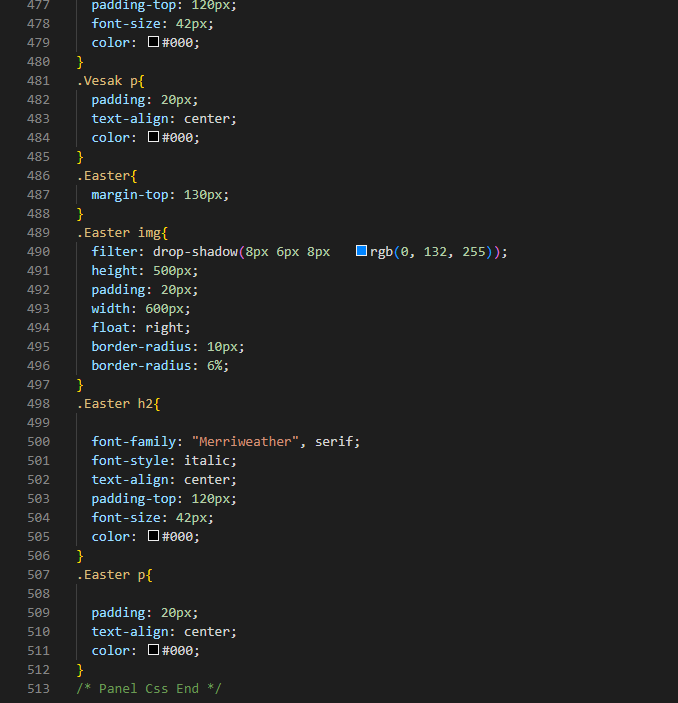 477 padding-top: 120px;
478 font-size: 42px;
479 color: #000;
480 }
481 .Vesak p{
482 padding: 20px;
483 text-align: center;
484 color: #000;
485 }
486 .Easter{
487 margin-top: 130px;
488 }
489 .Easter img{
490 filter: drop-shadow(8px 6px 8px rgb(0, 132, 255));
491 height: 500px;
492 padding: 20px;
493 width: 600px;
494 float: right;
495 border-radius: 10px;
496 border-radius: 6%;
497 }
498 .Easter h2{
499
500 font-family: "Merriweather", serif;
501 font-style: italic;
502 text-align: center;
503 padding-top: 120px;
504 font-size: 42px;
505 color: #000;
506 }
507 .Easter p{
508
509 padding: 20px;
510 text-align: center;
511 color: #000;
512 }
513 /* Panel Css End */